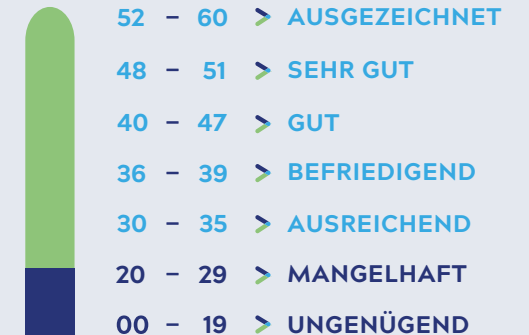 52 – 60 > AUSGEZEICHNET
48 – 51 > SEHR GUT
40 – 47 > GUT
36 – 39 > BEFRIEDIGEND
30 – 35 > AUSREICHEND
20 – 29 > MANGELHAFT
00 – 19 > UNGENÜGEND